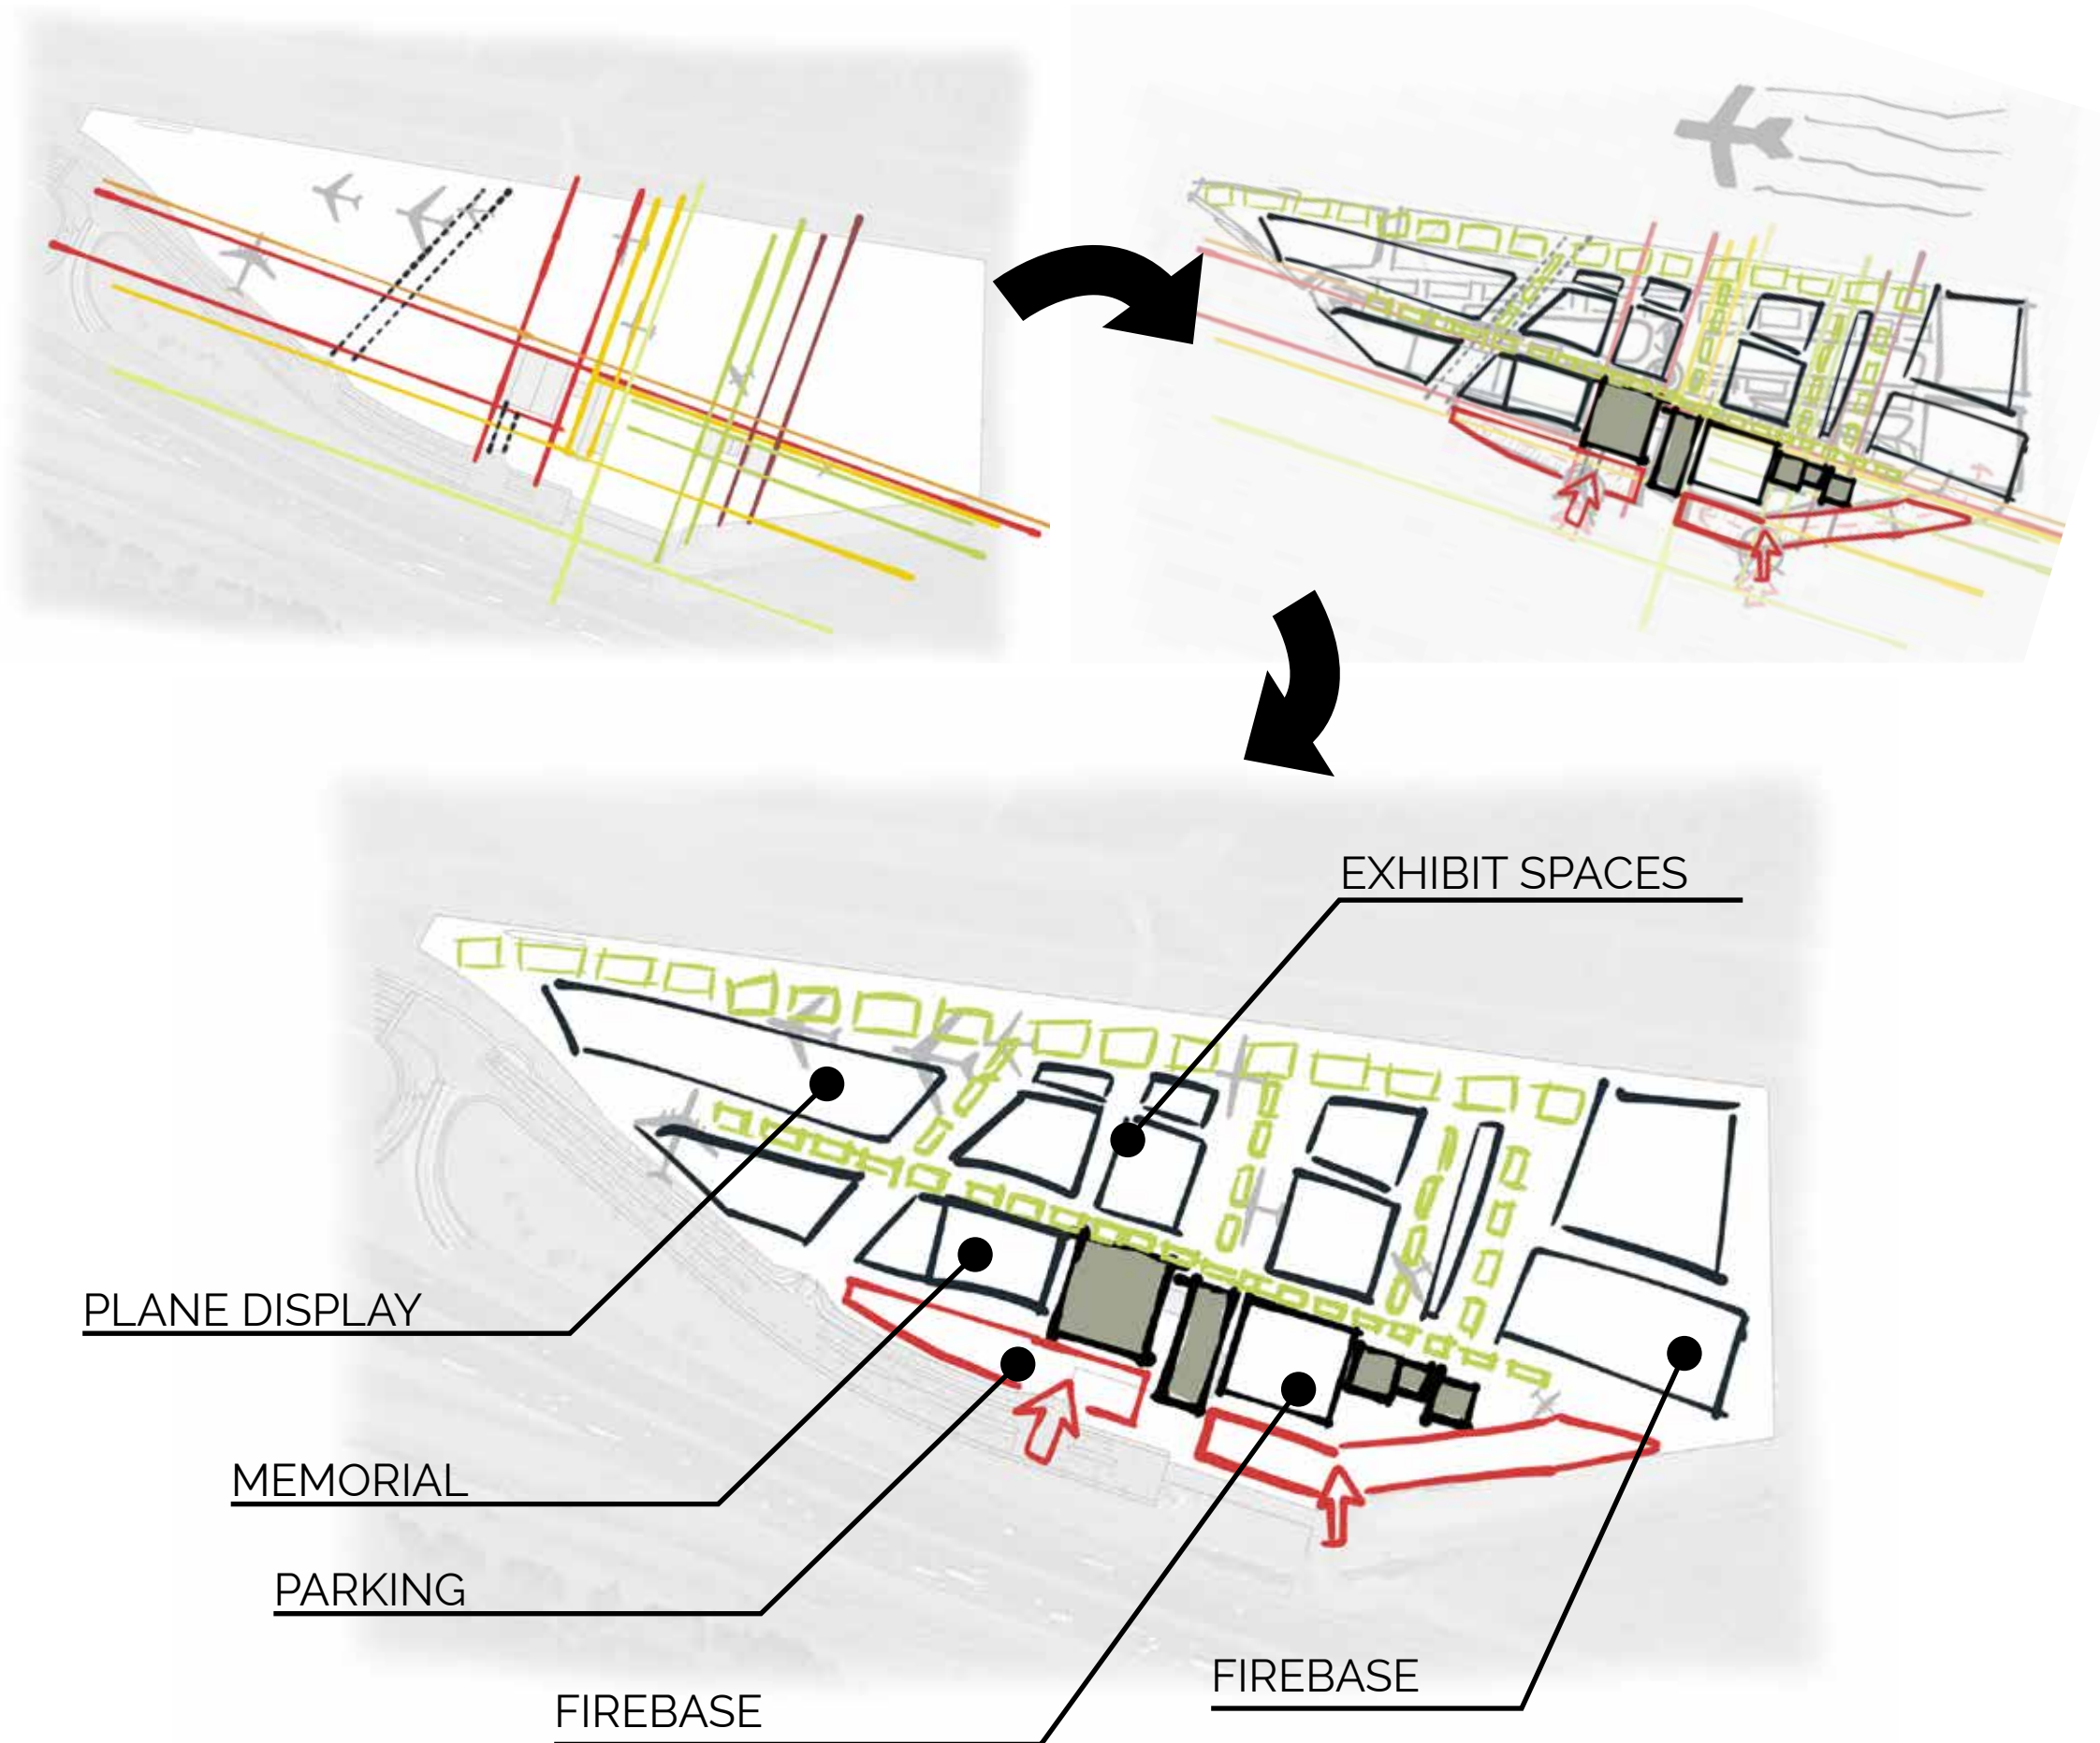 EXHIBIT SPACES
PLANE DISPLAY
MEMORIAL
PARKING
FIREBASE
FIREBASE